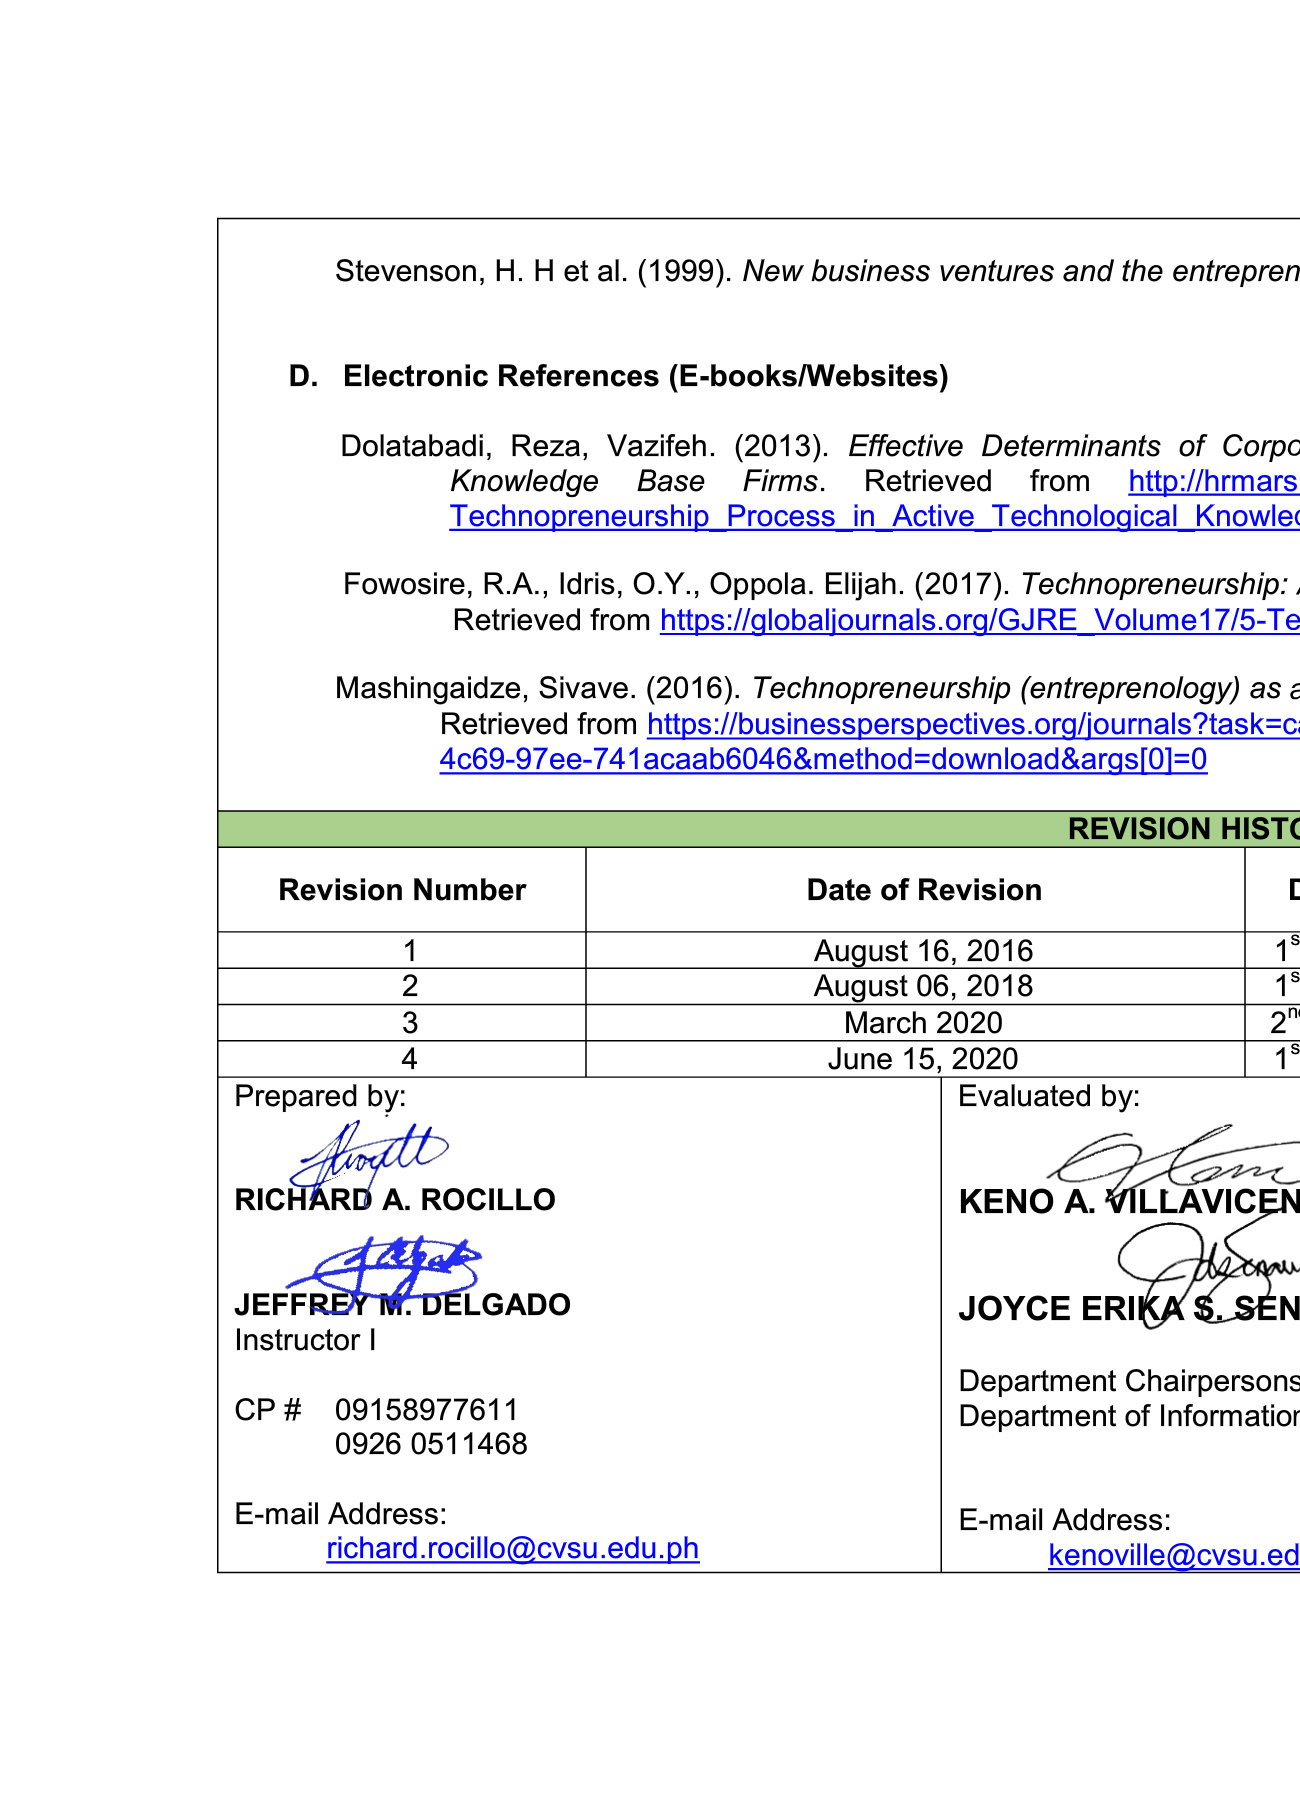 Stevenson, H. H et al. (1999). New business ventures and the entrepren
D. Electronic References (E-books/Websites)
Dolatabadi, Reza, Vazifeh. (2013). Effective Determinants of Corpo
Knowledge Base Firms. Retrieved from http://hrmars
Technopreneurship_Process_in_Active_Technological_Knowled
Fowosire, R.A., Idris, O.Y., Oppola. Elijah. (2017). Technopreneurship:
Retrieved from https://globaljournals.org/GJRE_Volume17/5-Te
Mashingaidze, Sivave. (2016). Technopreneurship (entreprenology) as a
Retrieved from https://businessperspectives.org/journals?task=ca
4c69-97ee-741acaab6046&method=download&args[0]=0
REVISION HISTO
Revision Number Date of Revision D
1 August 16, 2016 1s
2 August 06, 2018 1s
3 March 2020 2nd
4 June 15, 2020 1s
Prepared by:
RICHARD A. ROCILLO
JEFFREY M. DELGADO
Instructor I
CP # 09158977611
0926 0511468
E-mail Address:
richard.rocillo@cvsu.edu.ph
Evaluated by:
KENO A. VILLAVICEN
JOYCE ERIKA S. SEN
Department Chairpersons
Department of Information
E-mail Address:
kenoville@cvsu.ed